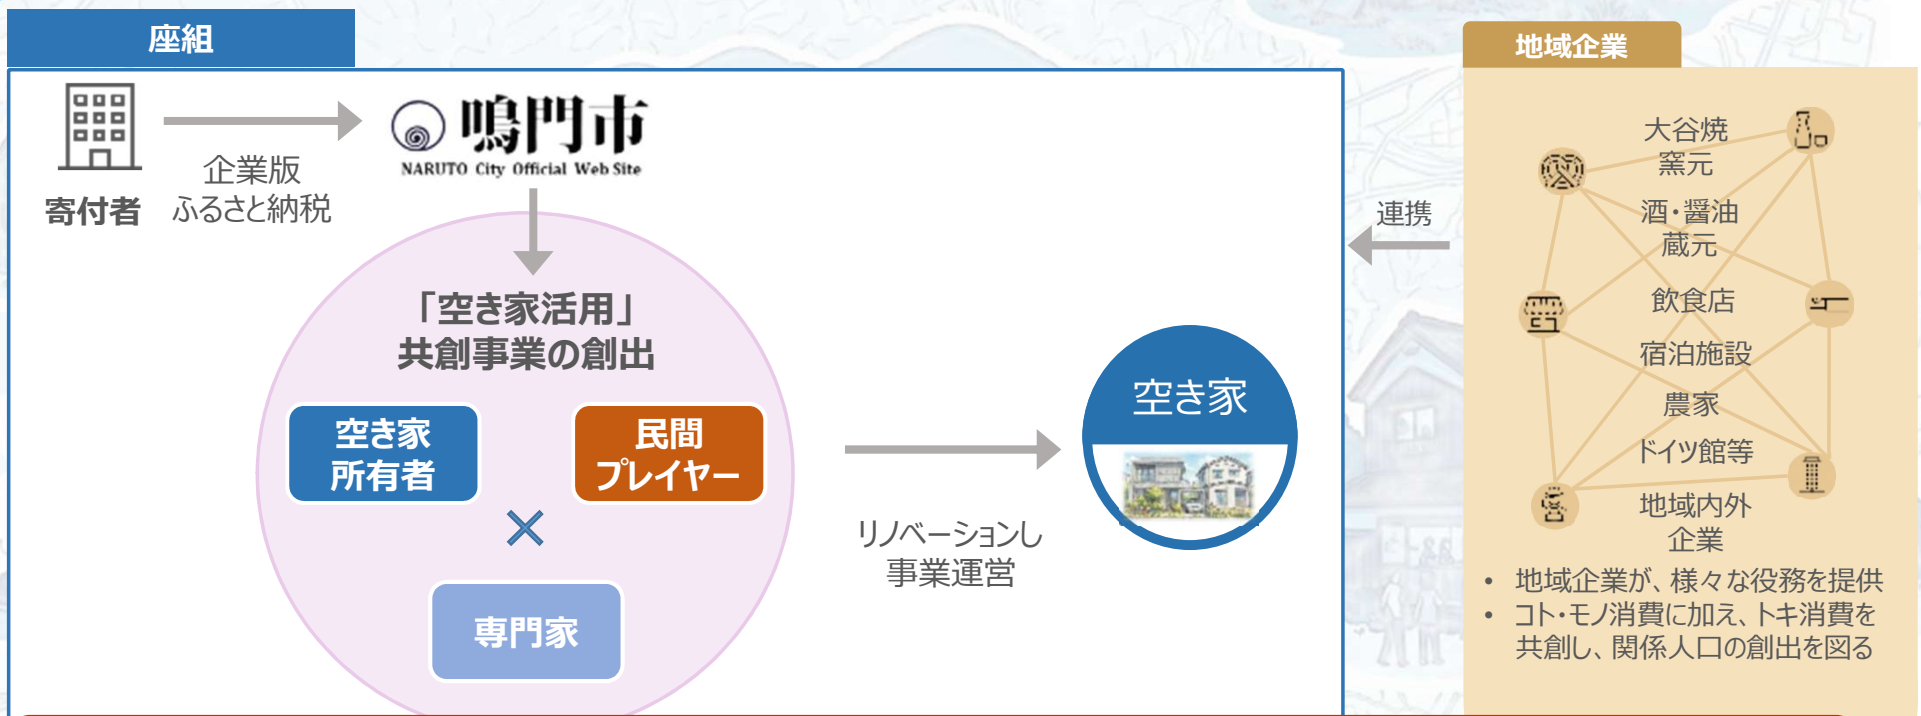 座組
寄付者
企業版
ふるさと納税
鳴門市
NARUTO City Official Web Site
「空き家活用」
共創事業の創出
空き家
所有者
民間
プレイヤー
専門家
リノベーションし
事業運営
空き家
連携
地域企業
大谷焼
窯元
酒・醤油
蔵元
飲食店
宿泊施設
農家
ドイツ館等
地域内外
企業
• 地域企業が、様々な役務を提供
• コト・モノ消費に加え、トキ消費を
共創し、関係人口の創出を図る